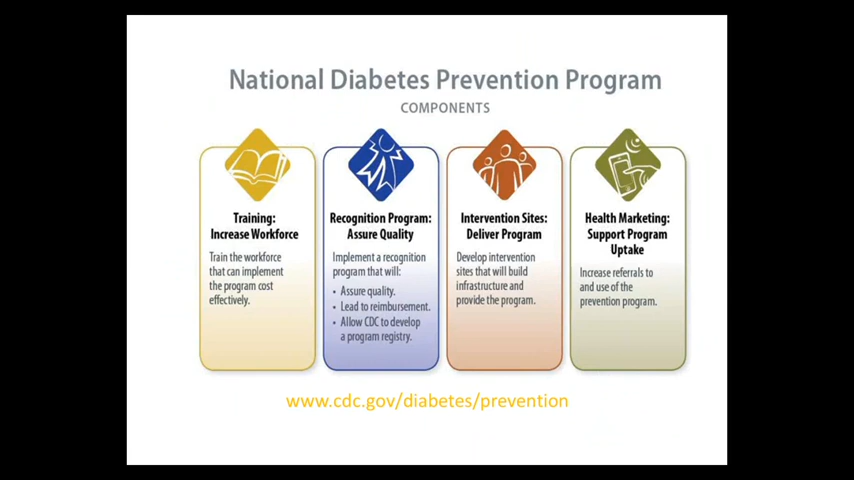 National Diabetes Prevention Program
COMPONENTS
Training:
Increase Workforce
Train the workforce
that can implement
the program cost
effectively.
Recognition Program:
Assure Quality
Implement a recognition
program that will:
• Assure quality.
• Lead to reimbursement.
• Allow CDC to develop
a program registry.
Intervention Sites:
Deliver Program
Develop intervention
sites that will build
infrastructure and
provide the program.
Health Marketing:
Support Program
Uptake
Increase referrals to
and use of the
prevention program.
www.cdc.gov/diabetes/prevention